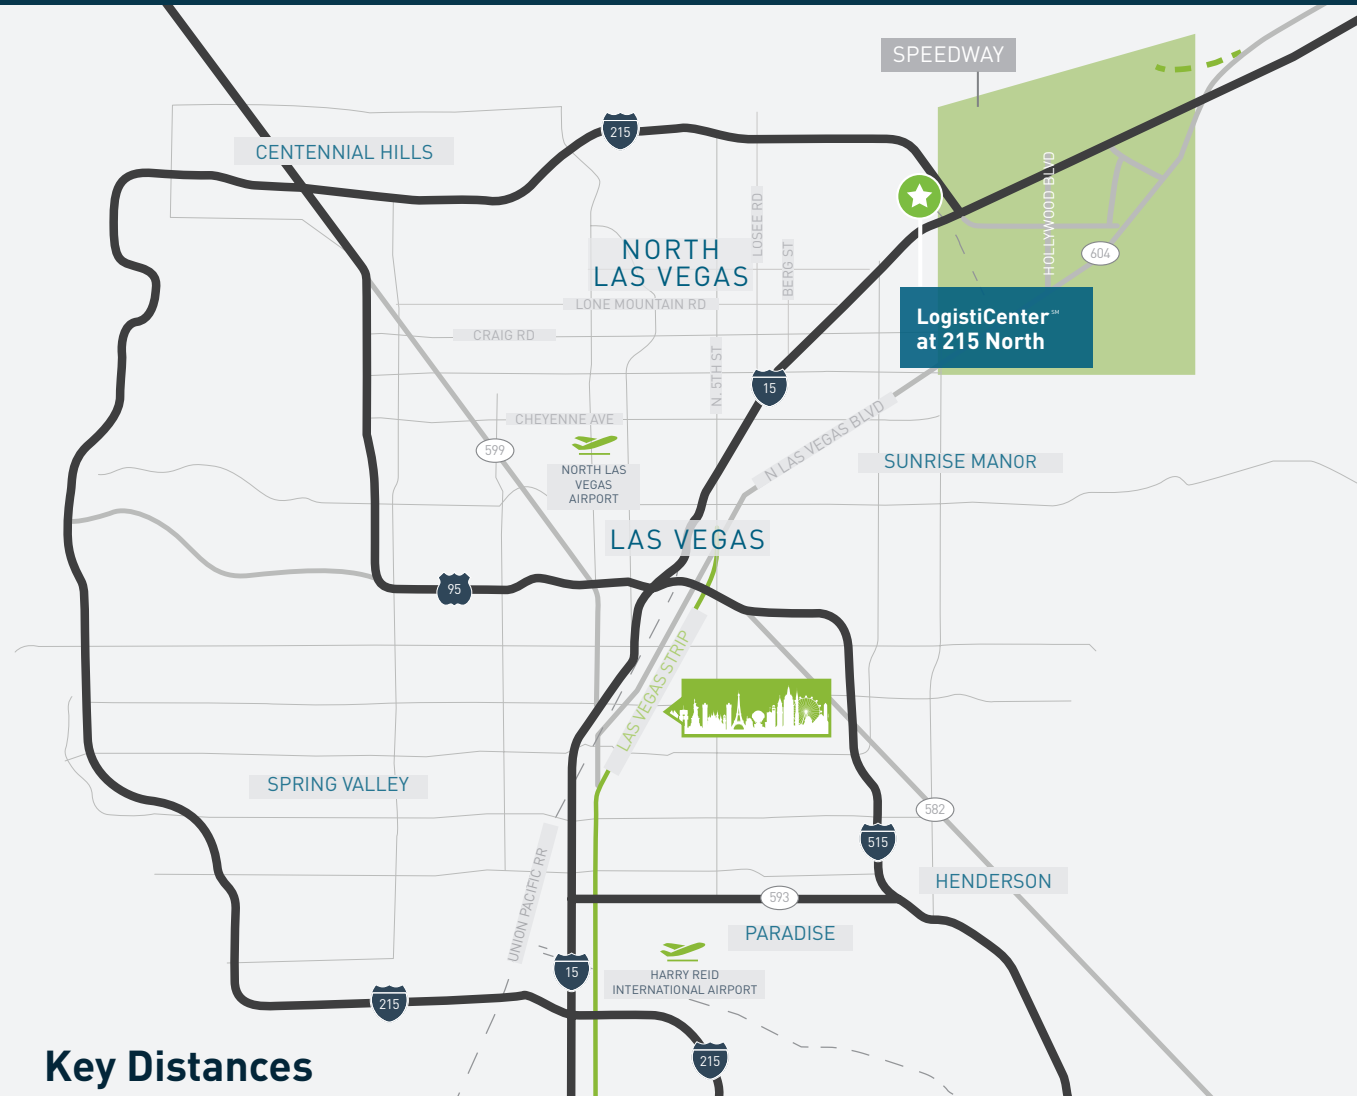 SPEEDWAY
215
CENTENNIAL HILLS
HOLLYWOOD BLVD
LOSEE RD
NORTH
LAS VEGAS
BERG ST
604
LONE MOUNTAIN RD
LogistiCenter℠
at 215 North
CRAIG RD
N. 5TH ST
15
CHEYENNE AVE
N LAS VEGAS BLVD
599
NORTH LAS
VEGAS
AIRPORT
SUNRISE MANOR
LAS VEGAS
95
LAS VEGAS STRIP
SPRING VALLEY
582
515
UNION PACIFIC RR
HENDERSON
593
PARADISE
15
HARRY REID
INTERNATIONAL AIRPORT
215
215
Key Distances